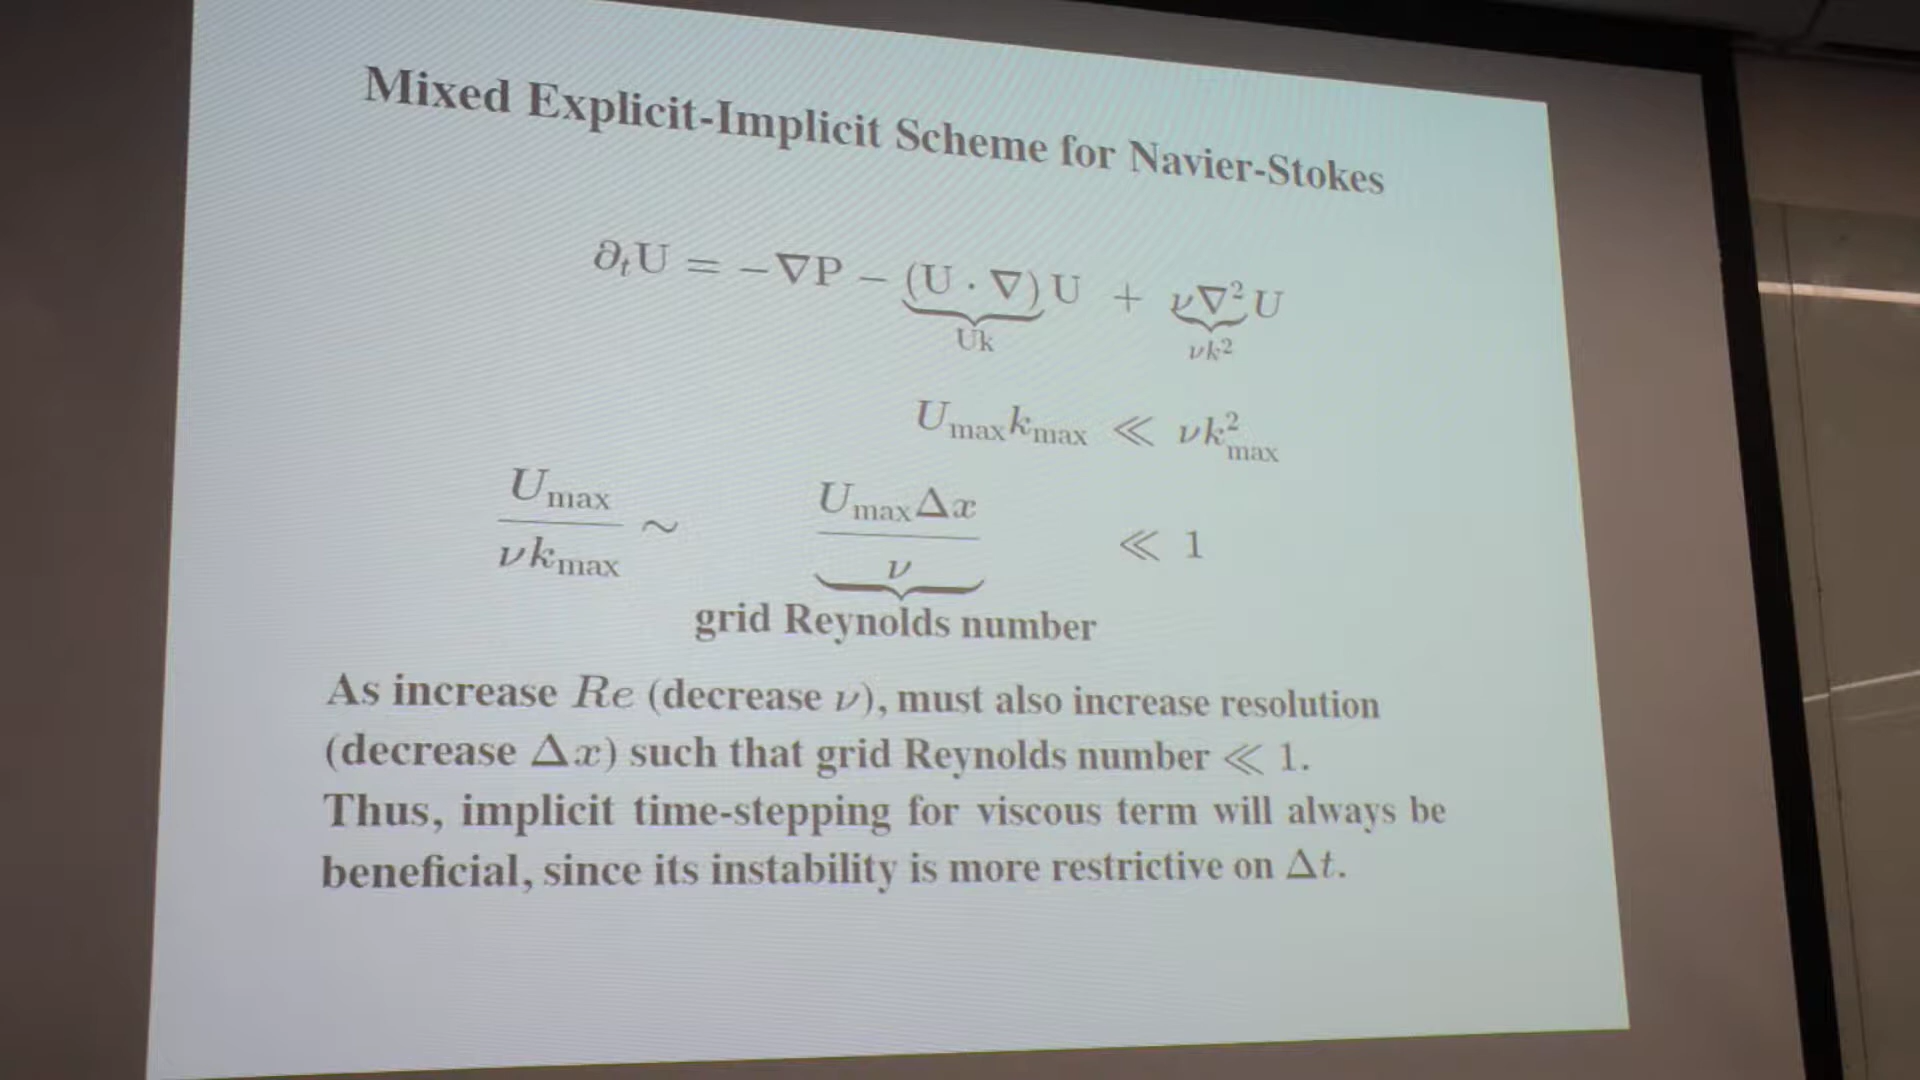 Mixed Explicit-Implicit Scheme for Navier-Stokes
∂ₜU = −∇P − (U · ∇) U + ν∇² U
Uk νk²
U_max k_max ≪ νk²_max
U_max / νk_max ∼ U_max Δx / ν ≪ 1
grid Reynolds number
As increase Re (decrease ν), must also increase resolution
(decrease Δx) such that grid Reynolds number ≪ 1.
Thus, implicit time-stepping for viscous term will always be
beneficial, since its instability is more restrictive on Δt.